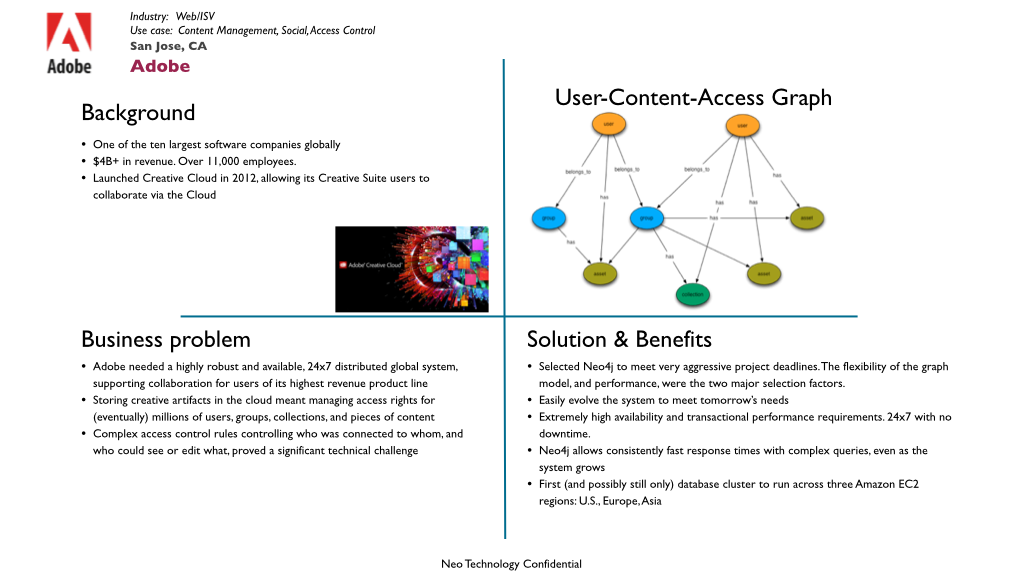 Industry: Web/ISV
Use case: Content Management, Social, Access Control
San Jose, CA
Adobe
Adobe
Background
• One of the ten largest software companies globally
• $4B+ in revenue. Over 11,000 employees.
• Launched Creative Cloud in 2012, allowing its Creative Suite users to
collaborate via the Cloud
Adobe® Creative Cloud™
User-Content-Access Graph
user
user
belongs_to
belongs_to
belongs_to
has
has
has
has
has
group
group
has
has
asset
asset
Business problem
• Adobe needed a highly robust and available, 24x7 distributed global system,
supporting collaboration for users of its highest revenue product line
• Storing creative artifacts in the cloud meant managing access rights for
(eventually) millions of users, groups, collections, and pieces of content
• Complex access control rules controlling who was connected to whom, and
who could see or edit what, proved a significant technical challenge
Solution & Benefits
• Selected Neo4j to meet very aggressive project deadlines. The flexibility of the graph
model, and performance, were the two major selection factors.
• Easily evolve the system to meet tomorrow's needs
• Extremely high availability and transactional performance requirements. 24x7 with no
downtime.
• Neo4j allows consistently fast response times with complex queries, even as the
system grows
• First (and possibly still only) database cluster to run across three Amazon EC2
regions: U.S., Europe, Asia
Neo Technology Confidential